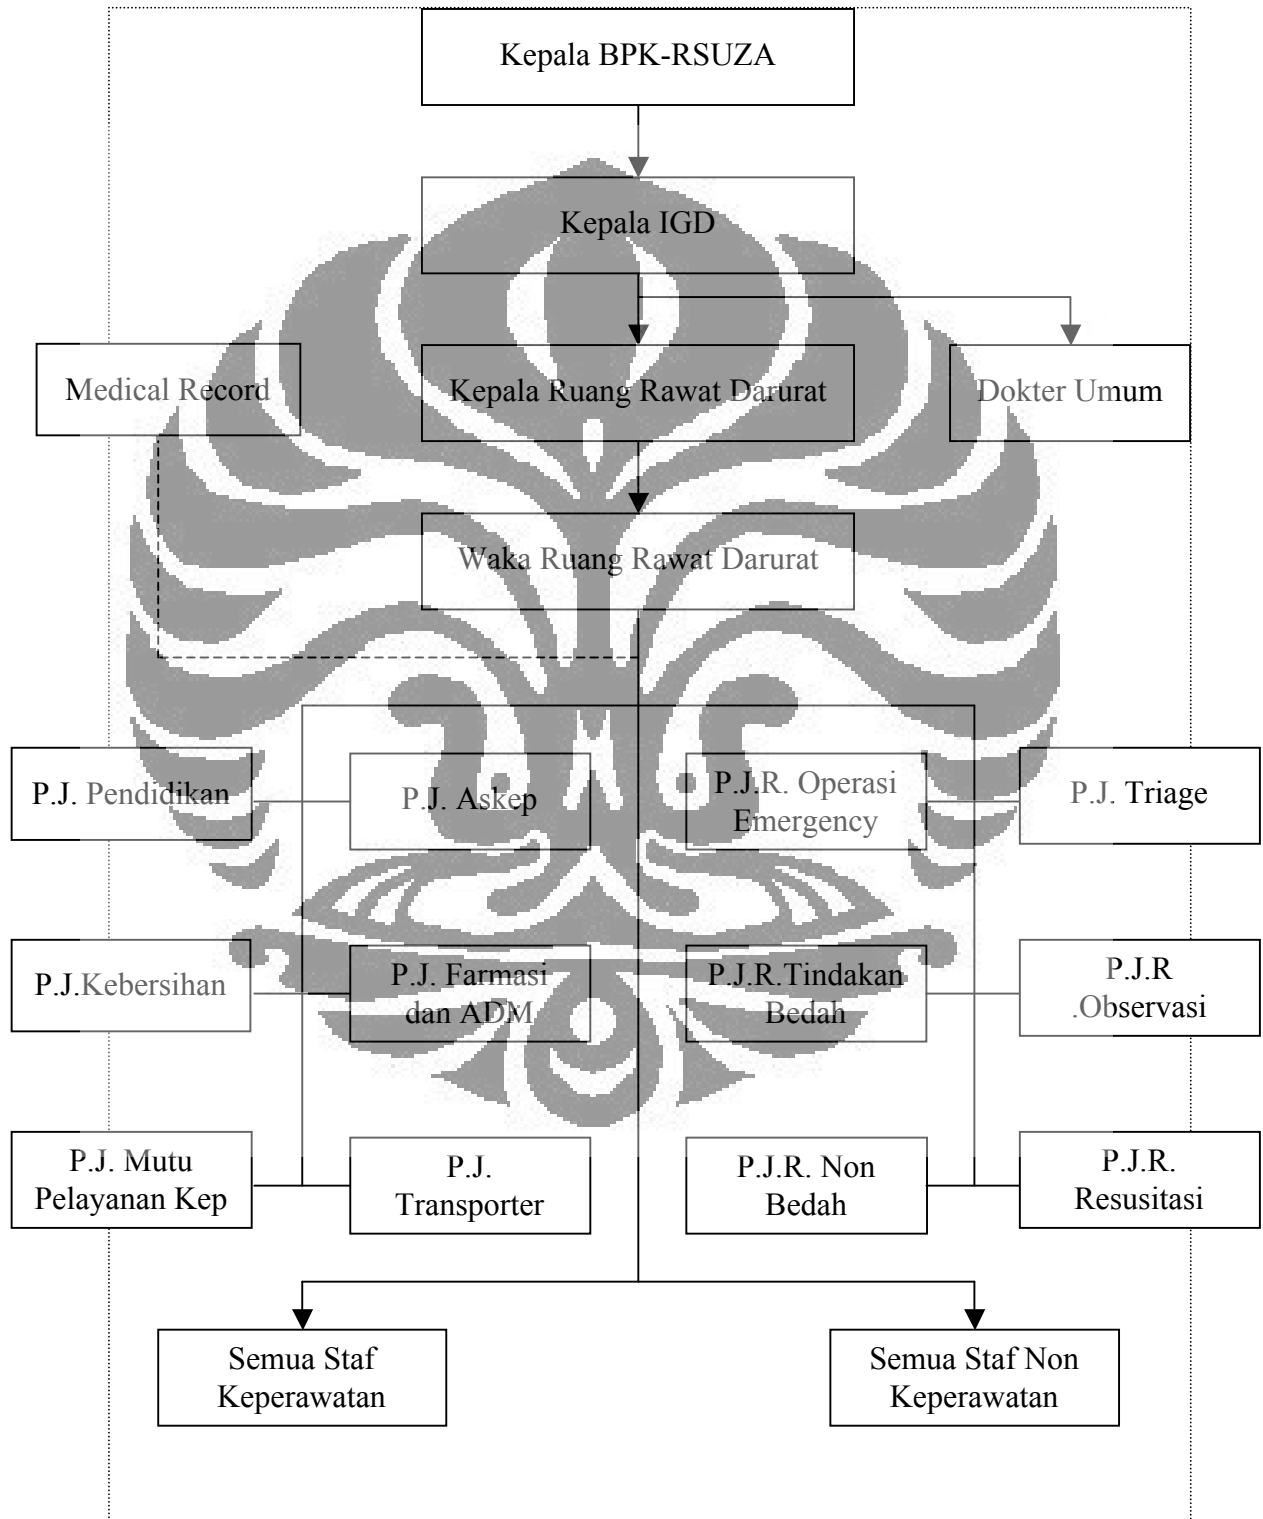 Kepala BPK-RSUZA
Kepala IGD
Medical Record
Kepala Ruang Rawat Darurat
Dokter Umum
Waka Ruang Rawat Darurat
P.J. Pendidikan
P.J. Askep
P.J.R. Operasi
Emergency
P.J. Triage
P.J.Kebersihan
P.J. Farmasi
dan ADM
P.J.R.Tindakan
Bedah
P.J.R
.Observasi
P.J. Mutu
Pelayanan Kep
P.J.
Transporter
P.J.R. Non
Bedah
P.J.R.
Resusitasi
Semua Staf
Keperawatan
Semua Staf Non
Keperawatan